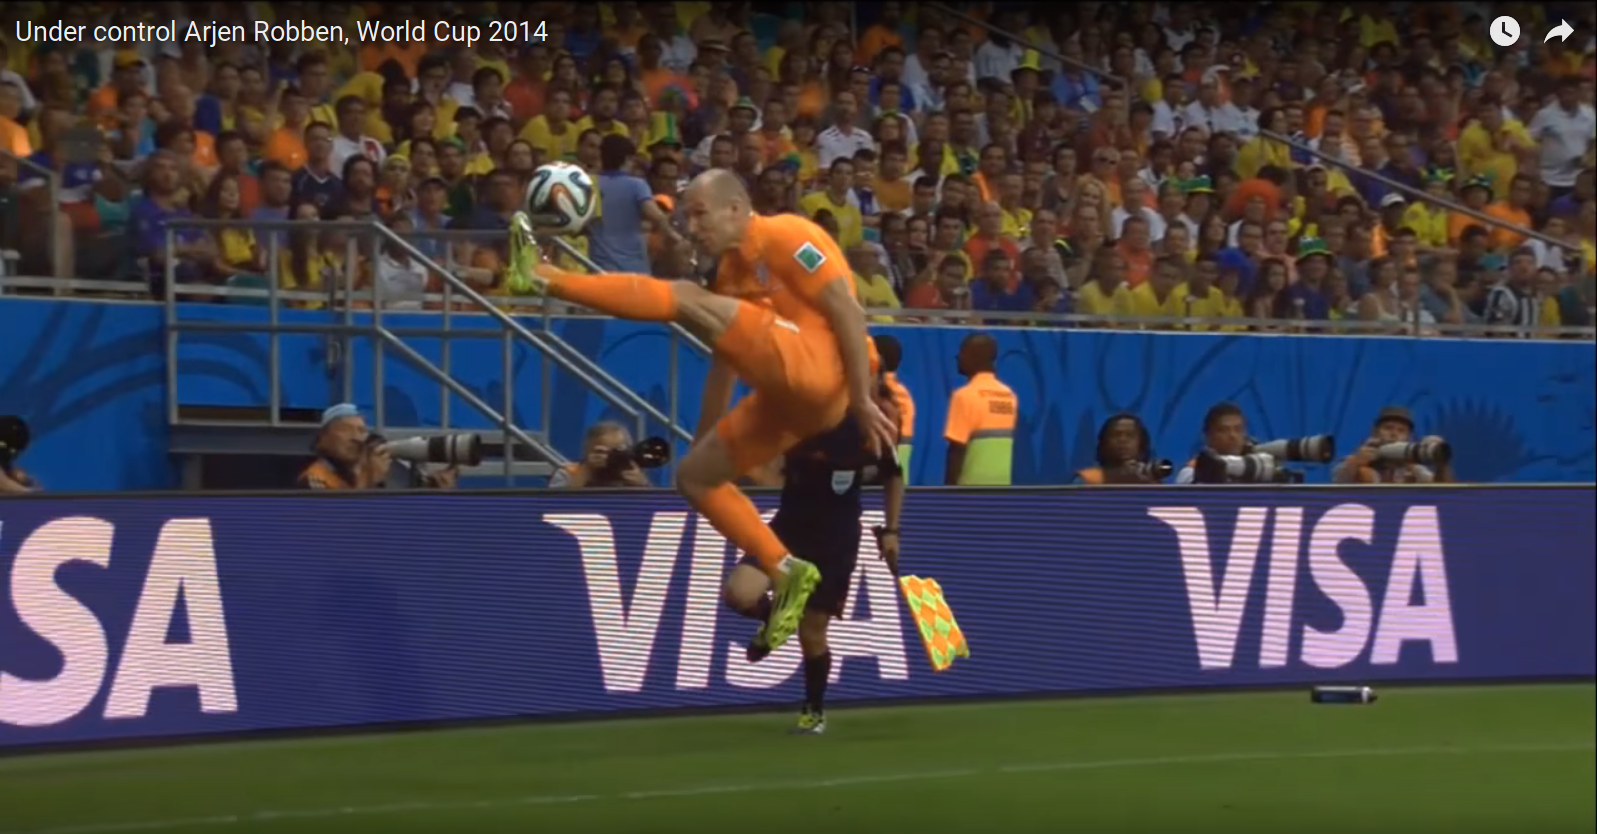 Under control Arjen Robben, World Cup 2014
SA
VISA
VISA